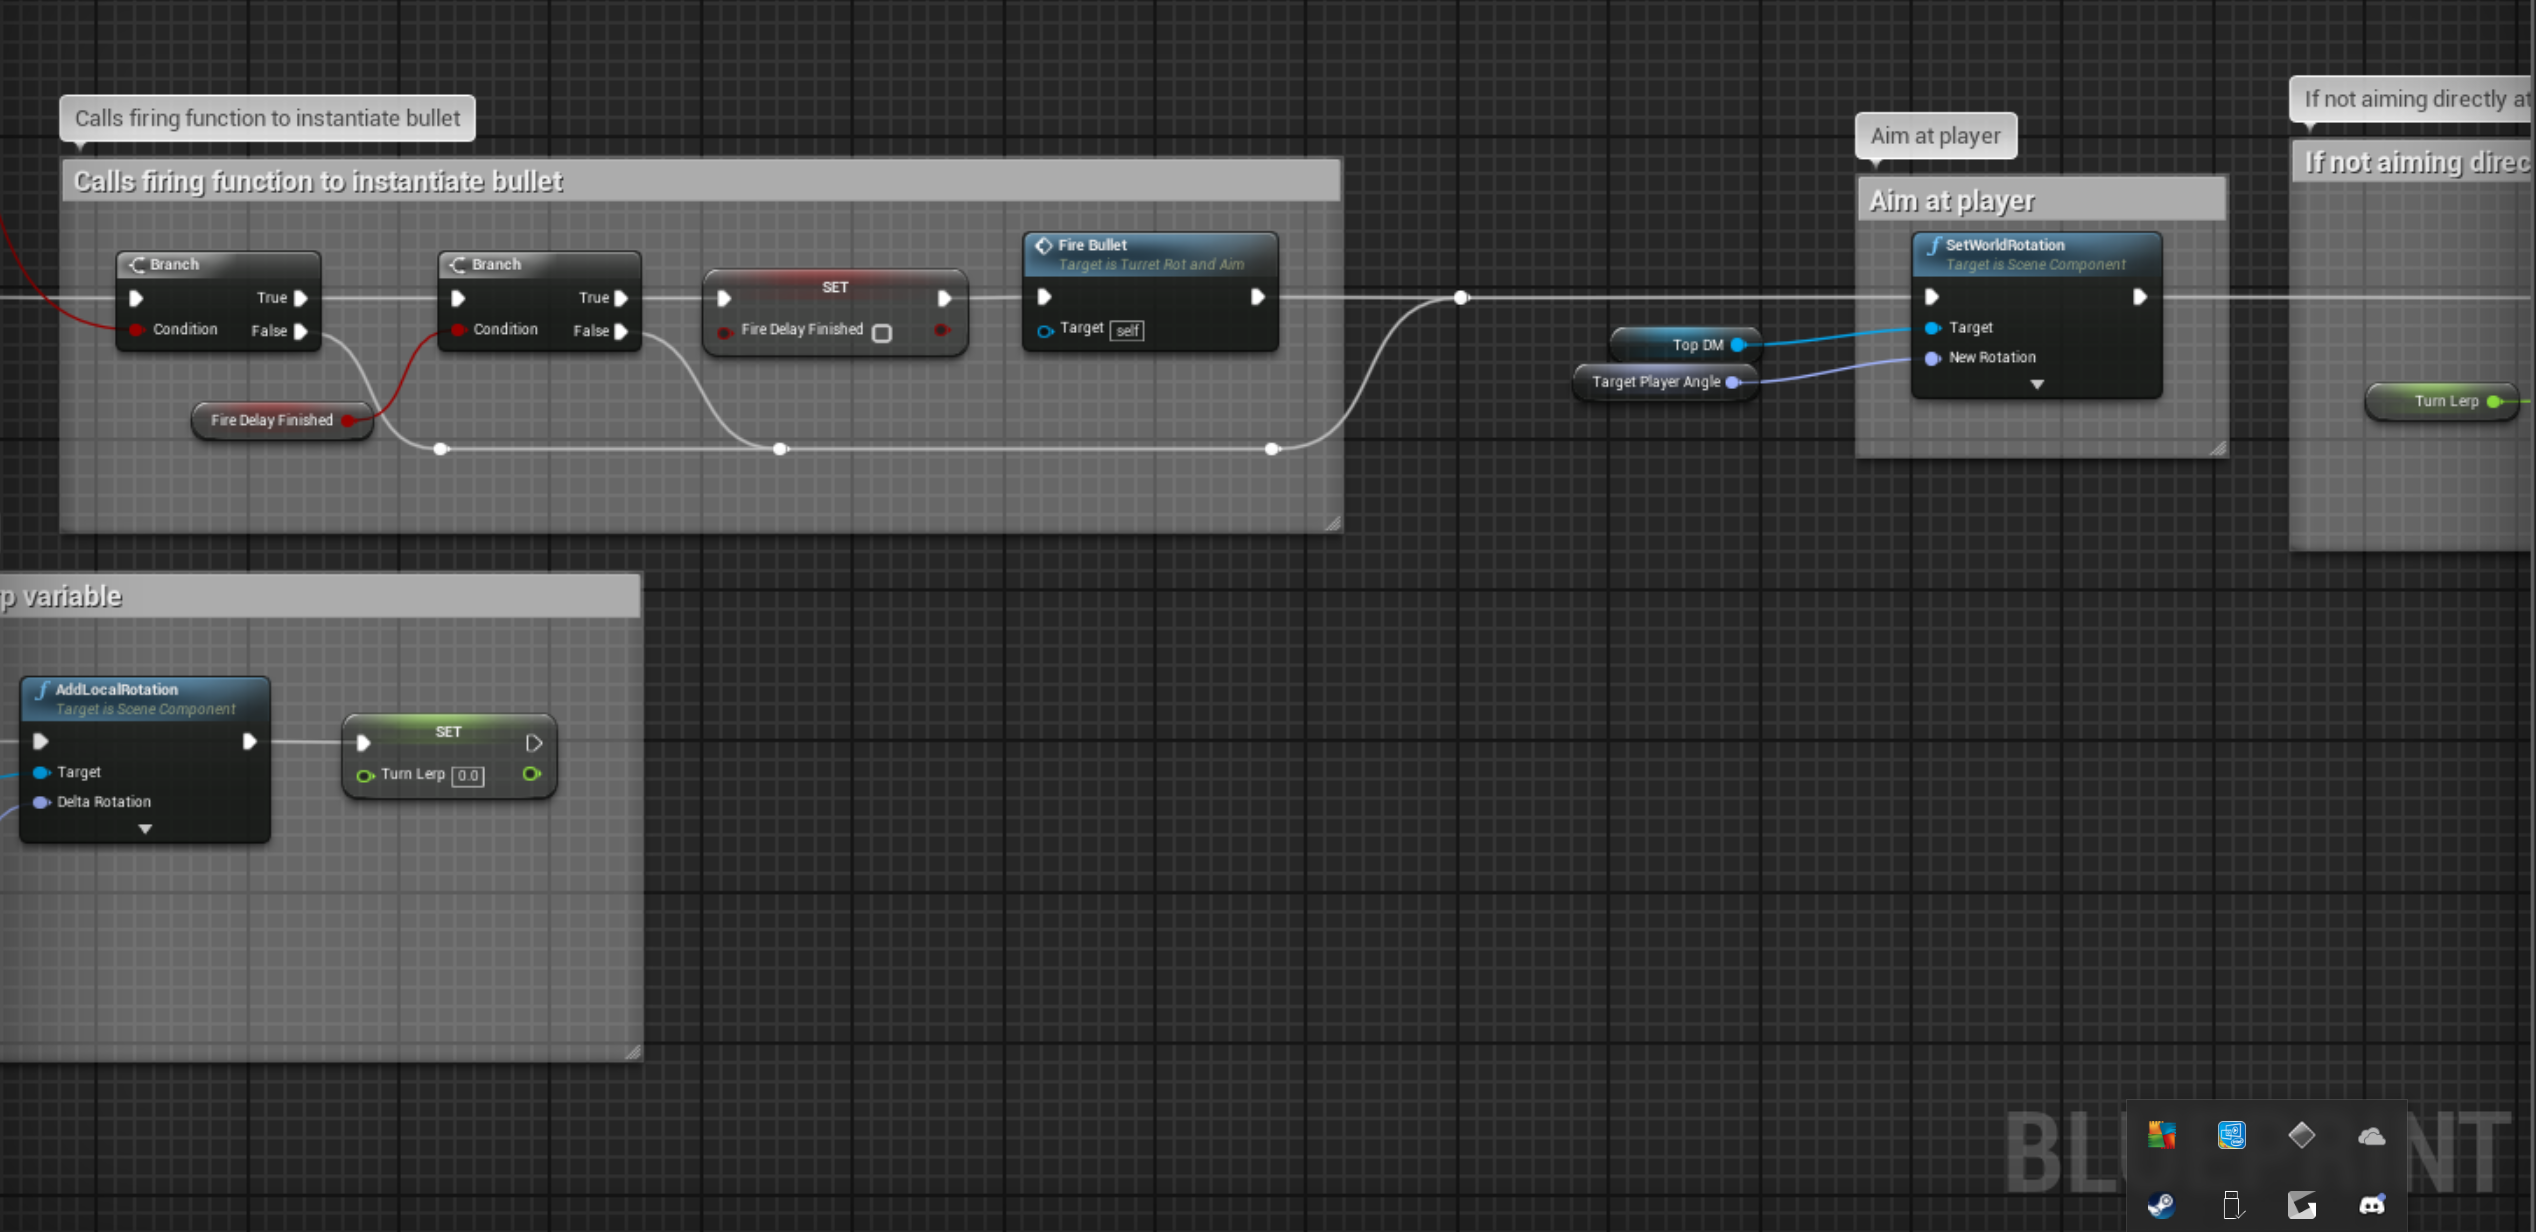 Calls firing function to instantiate bullet
Calls firing function to instantiate bullet
Branch
True
Condition
False
Branch
True
Condition
False
Fire Delay Finished
SET
Fire Delay Finished
Fire Bullet
Target is Turret Rot and Aim
Target self
Top DM
Target Player Angle
Aim at player
Aim at player
SetWorldRotation
Target is Scene Component
Target
New Rotation
If not aiming directly at
If not aiming direc
Turn Lerp
p variable
AddLocalRotation
Target is Scene Component
Target
Delta Rotation
SET
Turn Lerp 0.0